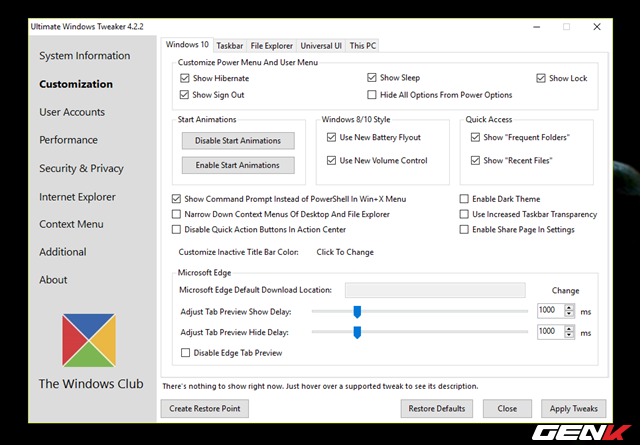 Ultimate Windows Tweaker 4.2.2
System Information
Customization
User Accounts
Performance
Security & Privacy
Internet Explorer
Context Menu
Additional
About
The Windows Club
Windows 10 Taskbar File Explorer Universal UI This PC
Customize Power Menu And User Menu
Show Hibernate Show Sleep Show Lock
Show Sign Out Hide All Options From Power Options
Start Animations Windows 8/10 Style Quick Access
Disable Start Animations Use New Battery Flyout Show "Frequent Folders"
Enable Start Animations Use New Volume Control Show "Recent Files"
Show Command Prompt Instead of PowerShell In Win+X Menu Enable Dark Theme
Narrow Down Context Menus Of Desktop And File Explorer Use Increased Taskbar Transparency
Disable Quick Action Buttons In Action Center Enable Share Page In Settings
Customize Inactive Title Bar Color: Click To Change
Microsoft Edge
Microsoft Edge Default Download Location: Change
Adjust Tab Preview Show Delay: 1000 ms
Adjust Tab Preview Hide Delay: 1000 ms
Disable Edge Tab Preview
There's nothing to show right now. Just hover over a supported tweak to see its description.
Create Restore Point Restore Defaults Close Apply Tweaks
GENK